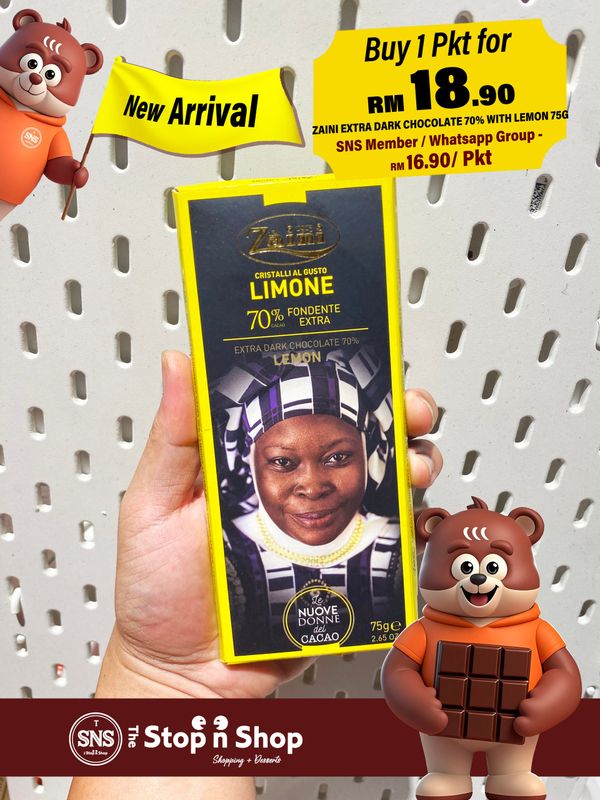 New Arrival
Buy 1 Pkt for
RM 18.90
ZAINI EXTRA DARK CHOCOLATE 70% WITH LEMON 75G
SNS Member / Whatsapp Group -
RM 16.90/ Pkt
SNS
Zàini
CRISTALLI AL GUSTO
LIMONE
70% CACAO FONDENTE
EXTRA
EXTRA DARK CHOCOLATE 70%
LEMON
Le
NUOVE
DONNE
del
CACAO
75g ℮
2.65 OZ
T
SNS
The Stop n Shop
Shopping + Desserts